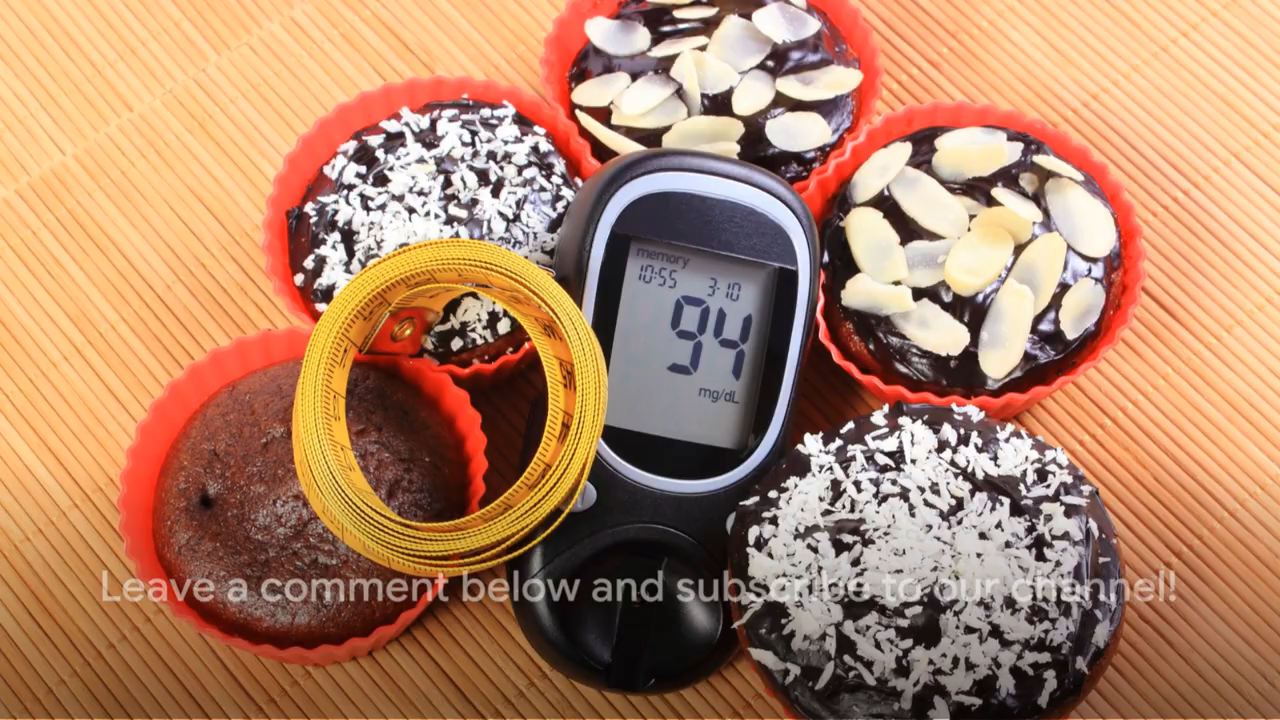 memory
10:55 3-10
94
mg/dL
Leave a comment below and subscribe to our channel!